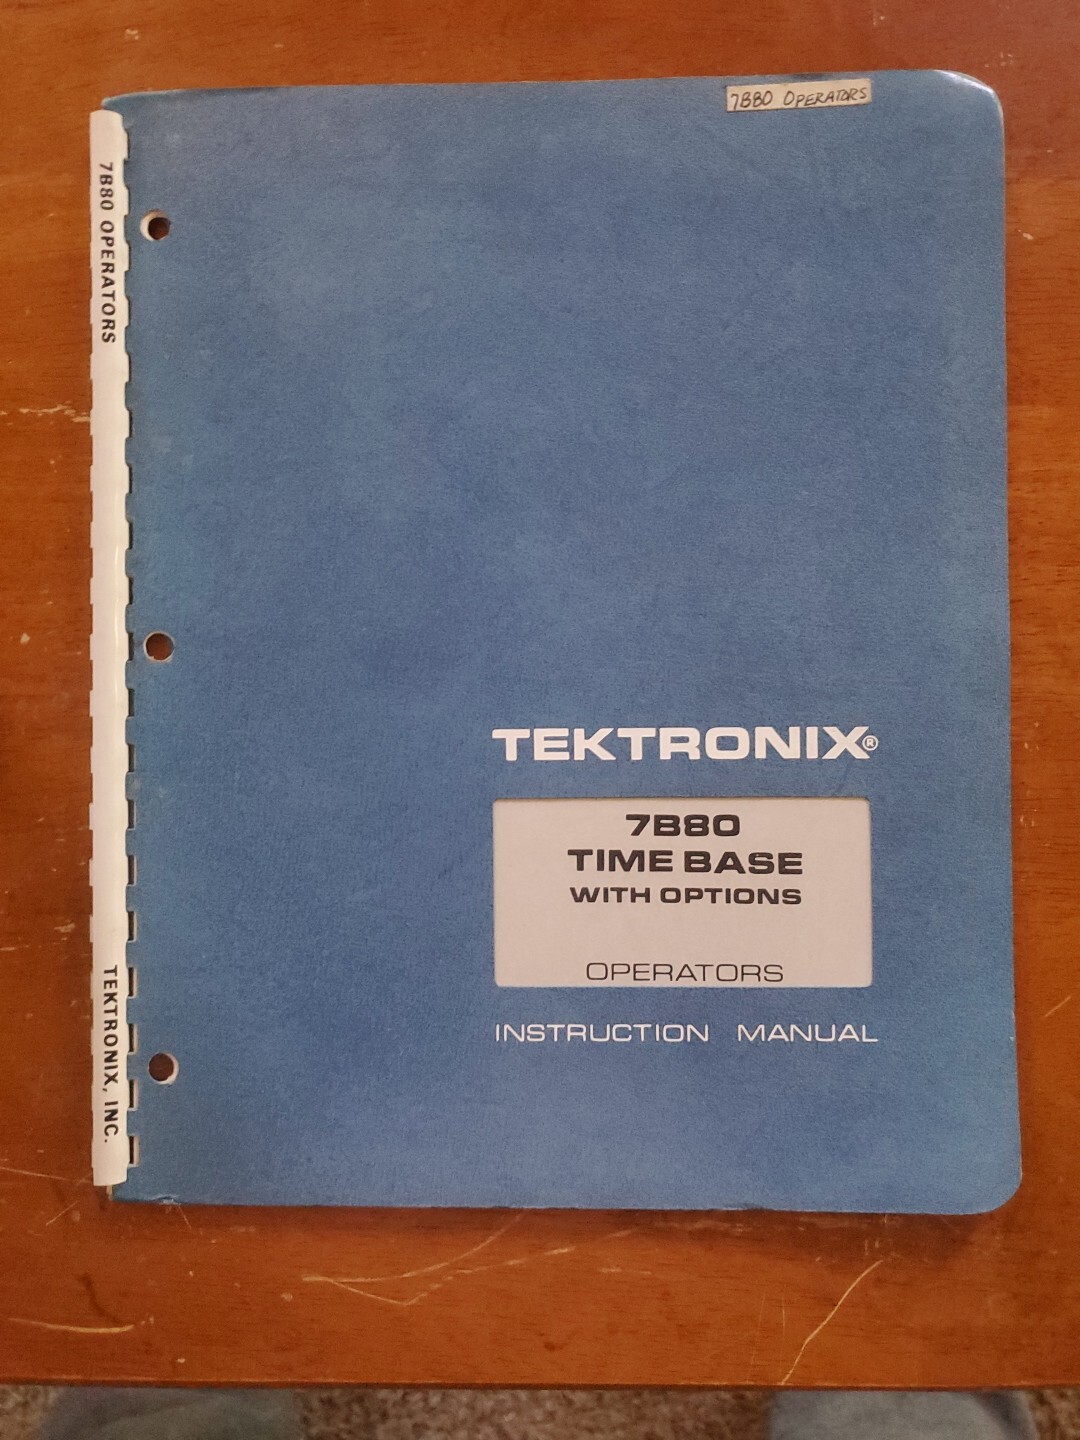 7B80 OPERATORS
7B80 OPERATORS
TEKTRONIX®
7B80
TIME BASE
WITH OPTIONS
OPERATORS
INSTRUCTION MANUAL
TEKTRONIX, INC.